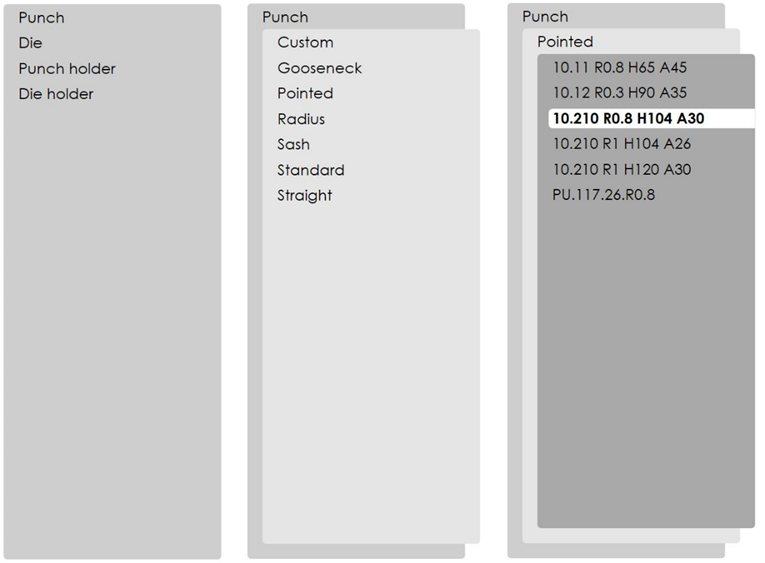 Punch
Die
Punch holder
Die holder
Punch
Custom
Gooseneck
Pointed
Radius
Sash
Standard
Straight
Punch
Pointed
10.11 R0.8 H65 A45
10.12 R0.3 H90 A35
10.210 R0.8 H104 A30
10.210 R1 H104 A26
10.210 R1 H120 A30
PU.117.26.R0.8